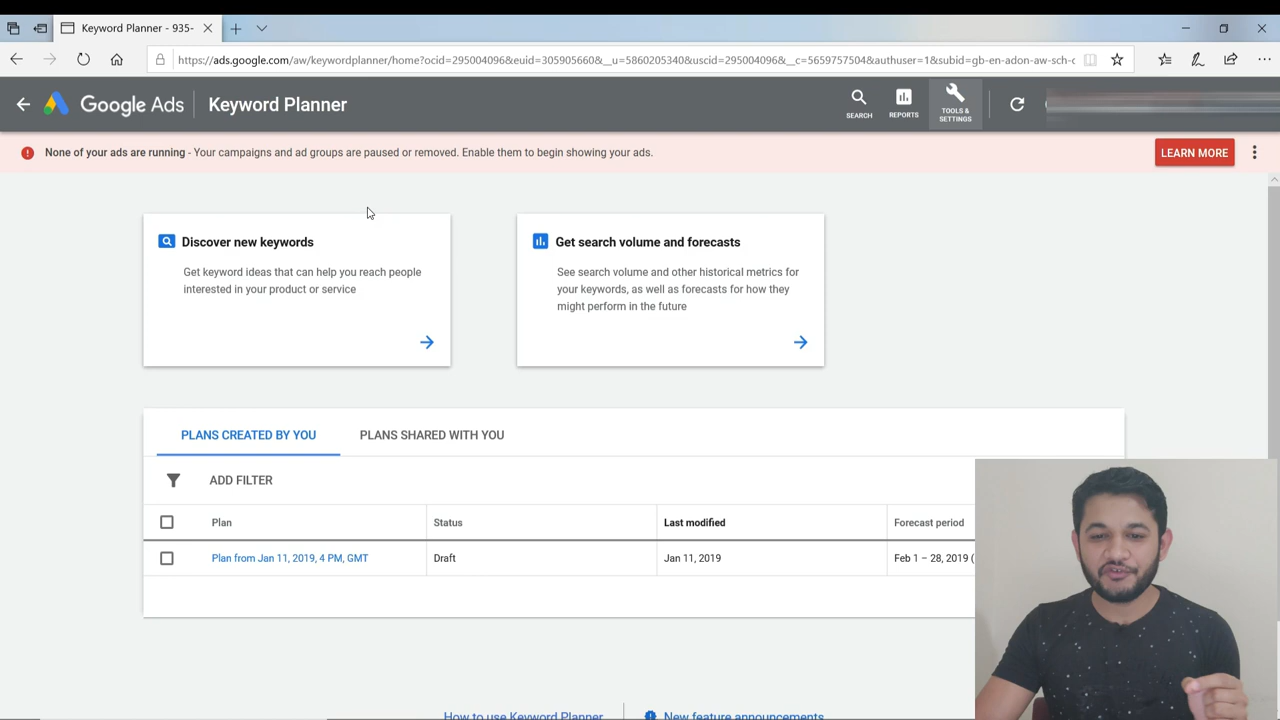 Keyword Planner - 935-
https://ads.google.com/aw/keywordplanner/home?ocid=295004096&euid=305905660&__u=5860205340&uscid=295004096&__c=5659757504&authuser=1&subid=gb-en-adon-aw-sch-c
Google Ads
Keyword Planner
SEARCH
REPORTS
TOOLS &
SETTINGS
None of your ads are running - Your campaigns and ad groups are paused or removed. Enable them to begin showing your ads.
LEARN MORE
Discover new keywords
Get keyword ideas that can help you reach people
interested in your product or service
Get search volume and forecasts
See search volume and other historical metrics for
your keywords, as well as forecasts for how they
might perform in the future
PLANS CREATED BY YOU
PLANS SHARED WITH YOU
ADD FILTER
Plan
Status
Last modified
Forecast period
Plan from Jan 11, 2019, 4 PM, GMT
Draft
Jan 11, 2019
Feb 1 – 28, 2019 (
How to use Keyword Planner
New feature announcements